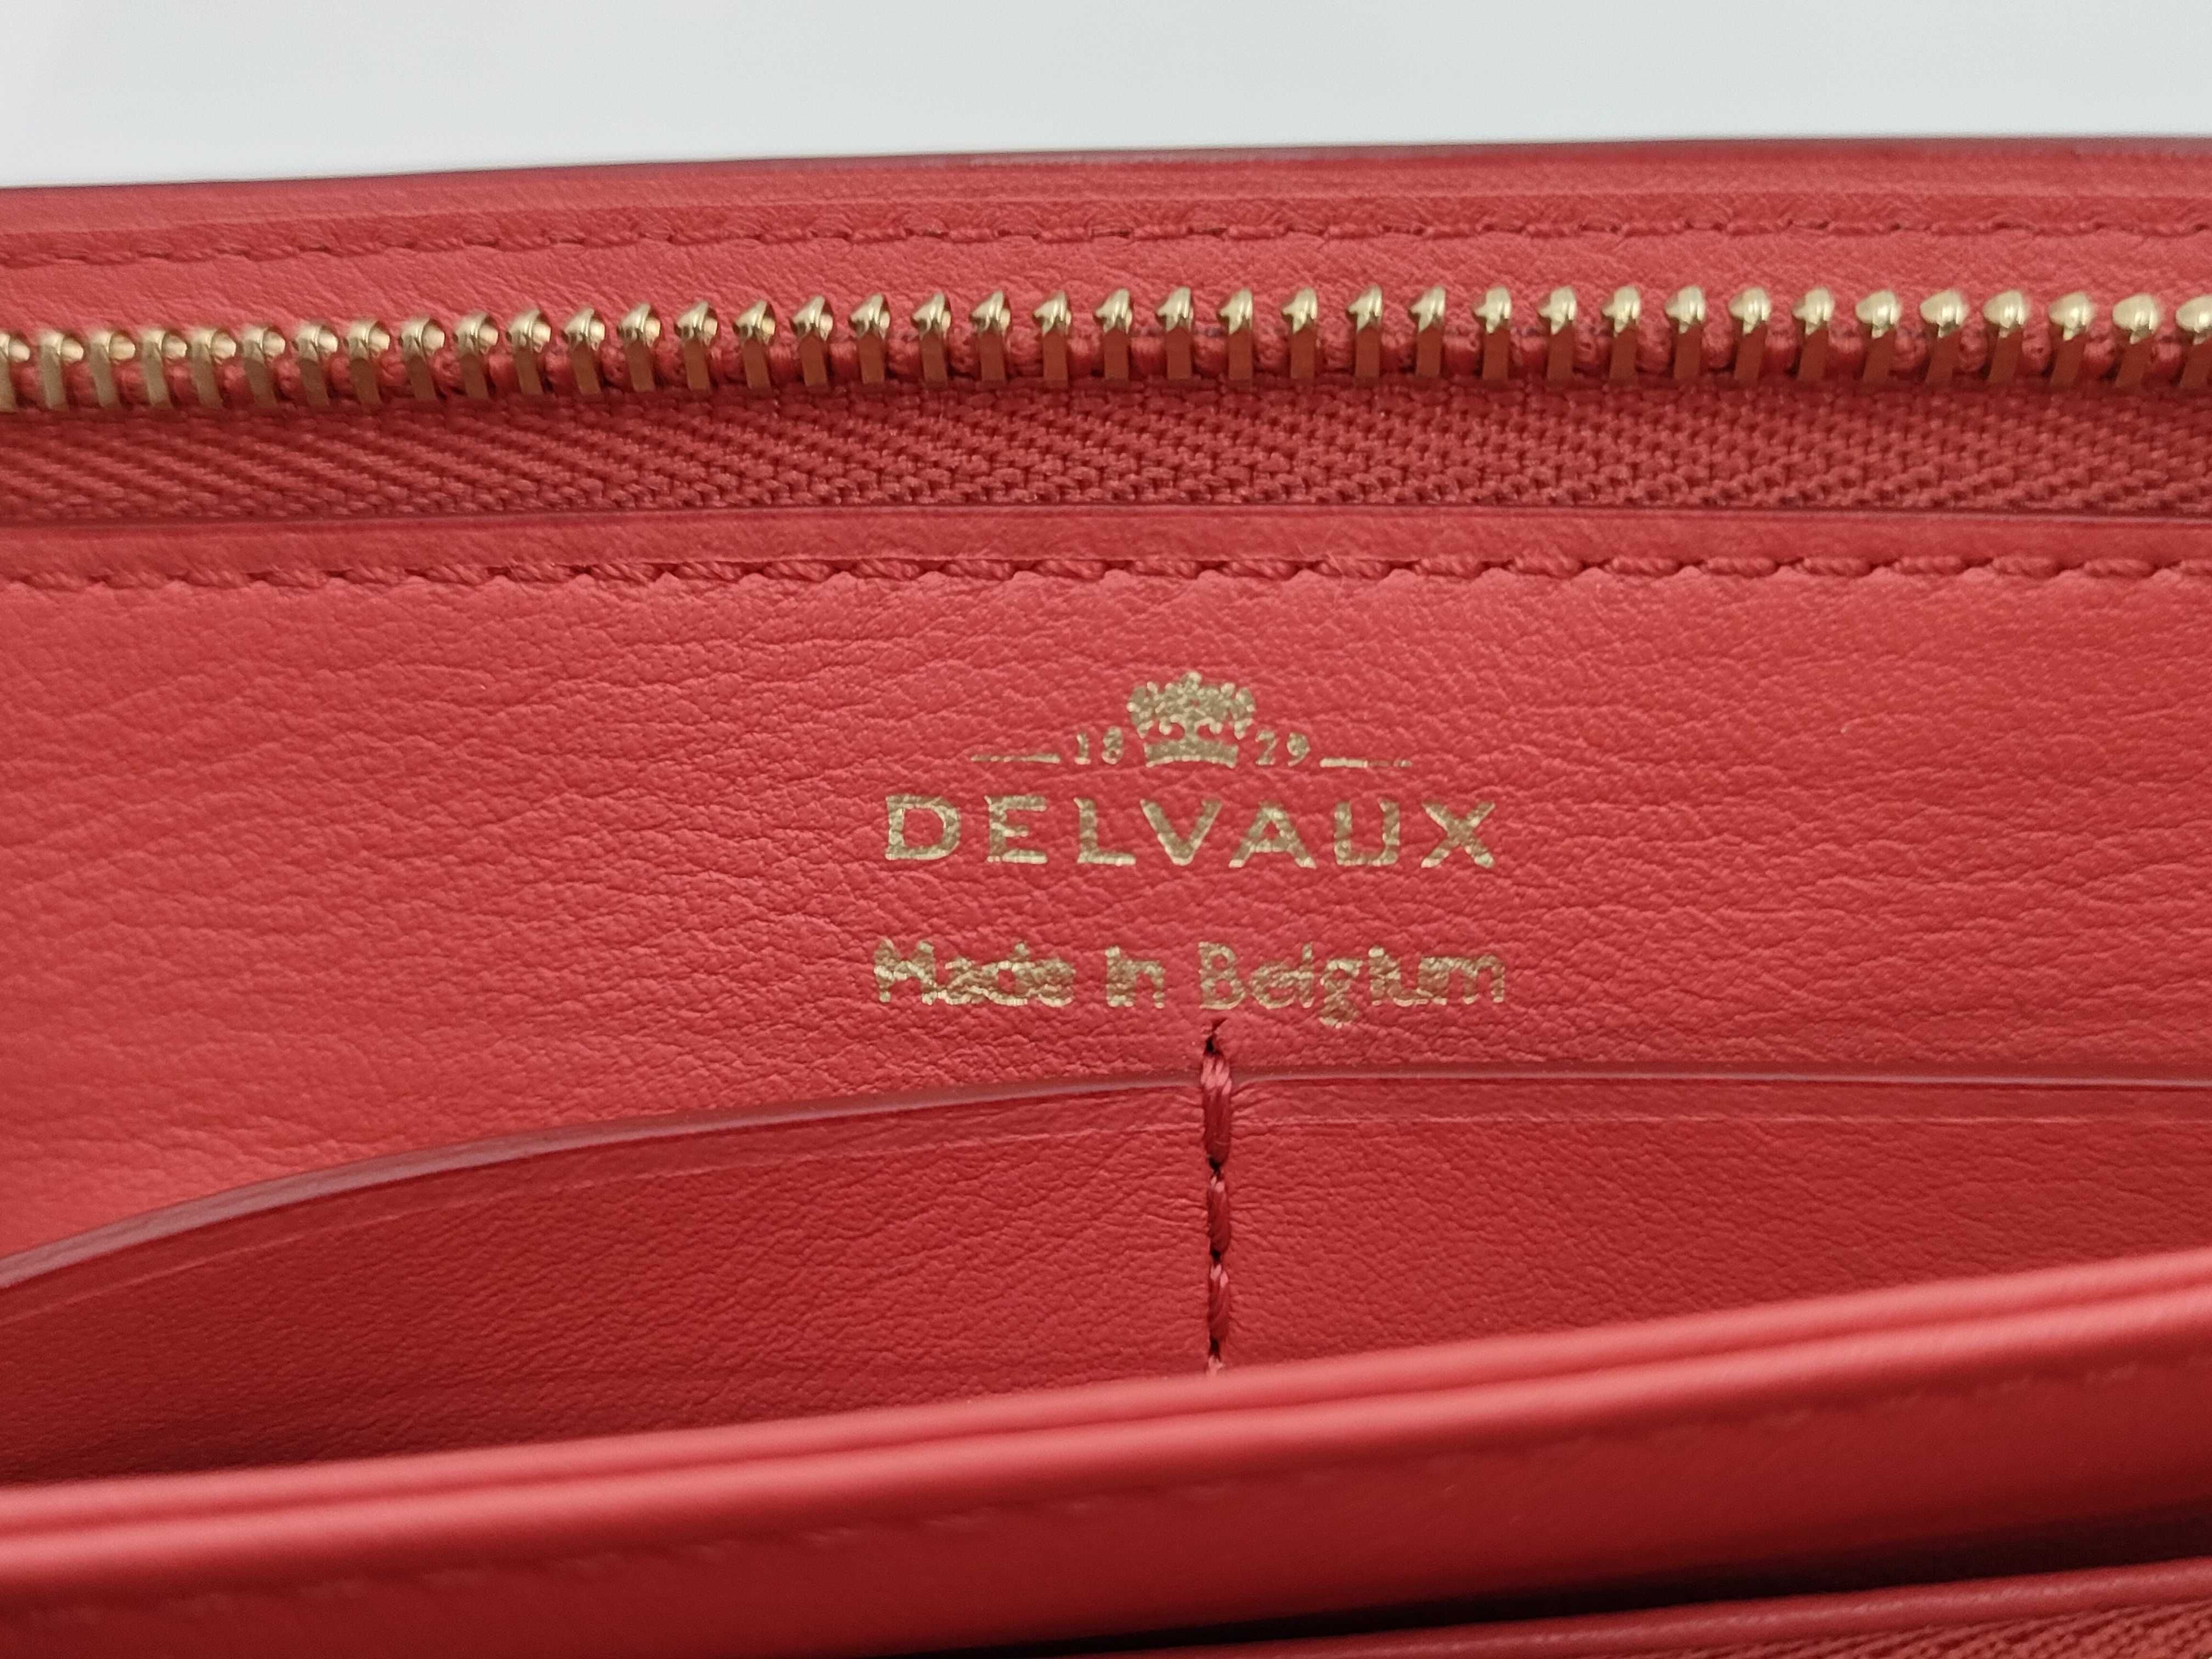 1829
DELVAUX
Made in Belgium